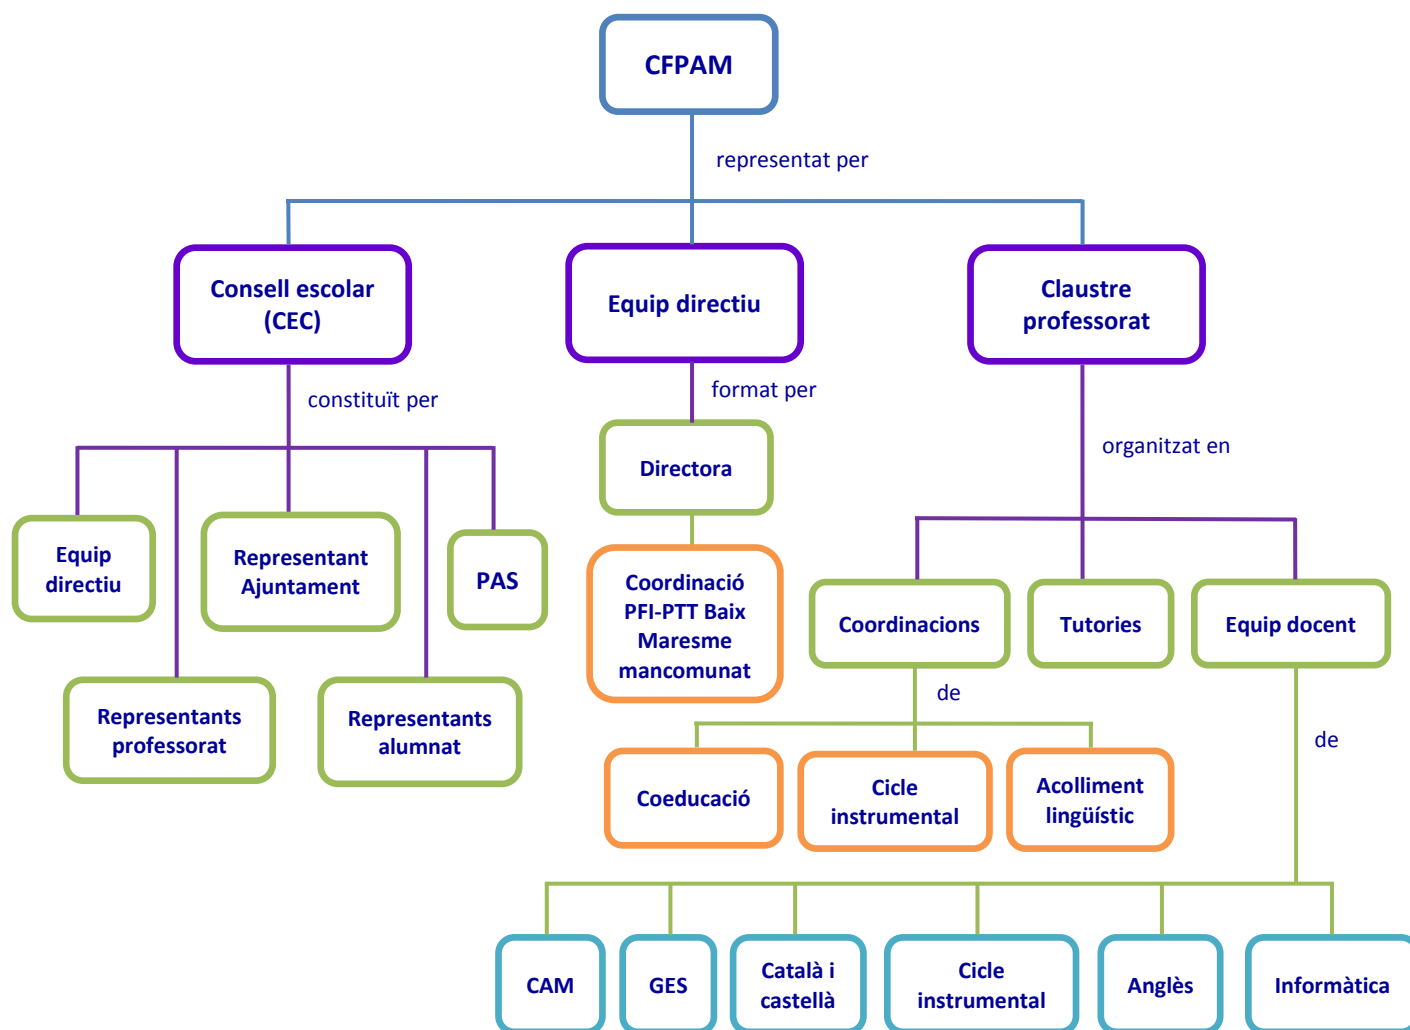 CFPAM
representat per
Consell escolar
(CEC)
Equip directiu
Claustre
professorat
constituït per
format per
organitzat en
Directora
Equip
directiu
Representant
Ajuntament
PAS
Representants
professorat
Representants
alumnat
Coordinació
PFI-PTT Baix
Maresme
mancomunat
Coordinacions
Tutories
Equip docent
de
de
Coeducació
Cicle
instrumental
Acolliment
lingüístic
CAM
GES
Català i
castellà
Cicle
instrumental
Anglès
Informàtica